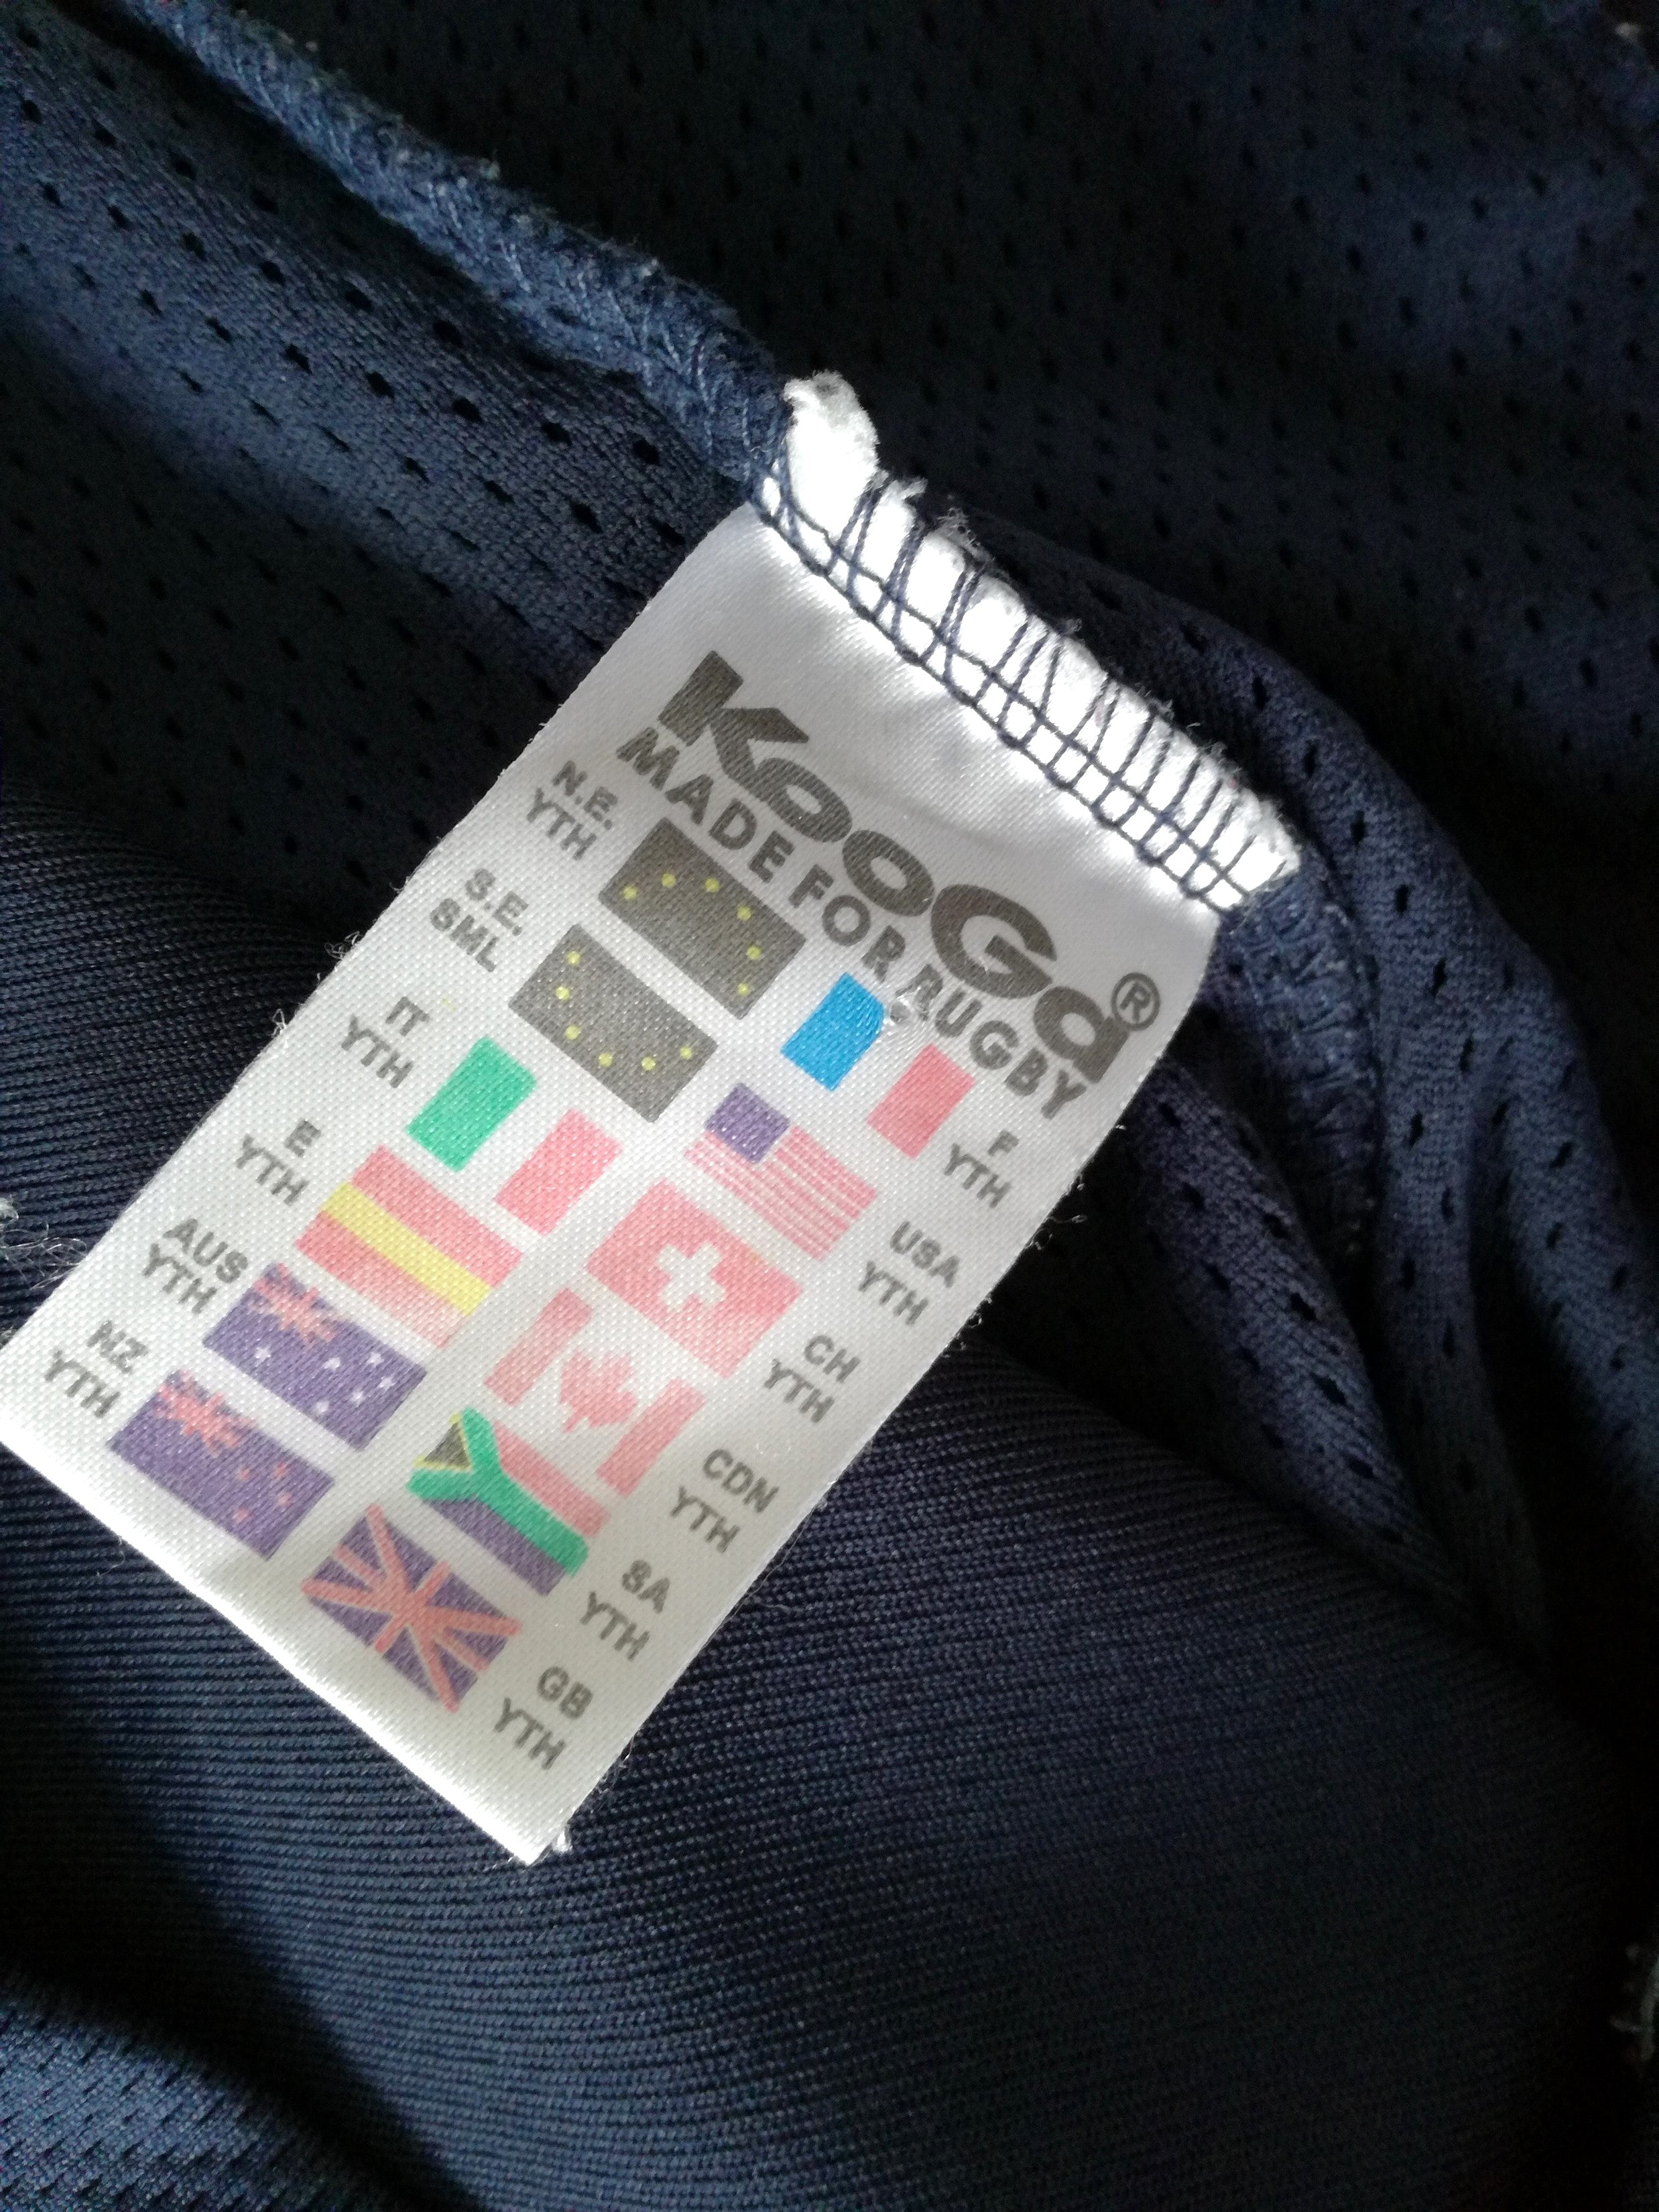 KooGa®
MADE FOR RUGBY
N.E.
YTH
F
YTH
S.E.
SML
USA
YTH
IT
YTH
CH
YTH
E
YTH
CDN
YTH
AUS
YTH
SA
YTH
NZ
YTH
GB
YTH